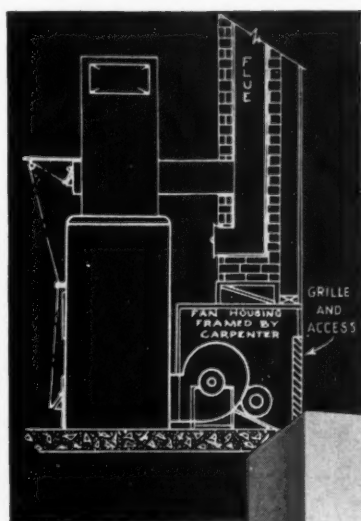 FLUE
GRILLE
AND
ACCESS
FAN HOUSING
FRAMED BY
CARPENTER